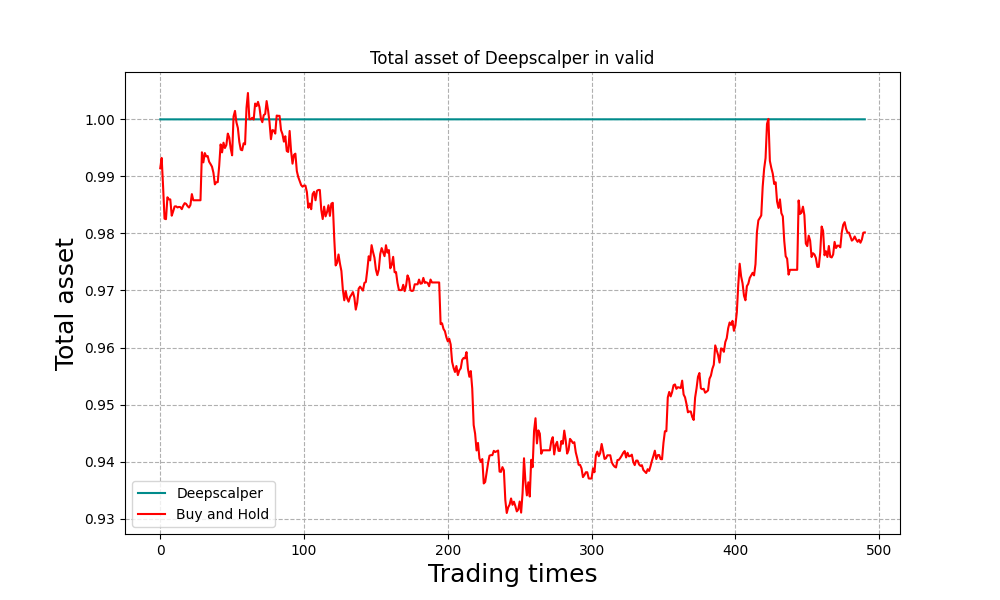 Total asset of Deepscalper in valid
Total asset
1.00
0.99
0.98
0.97
0.96
0.95
0.94
0.93
Deepscalper
Buy and Hold
0 100 200 300 400 500
Trading times